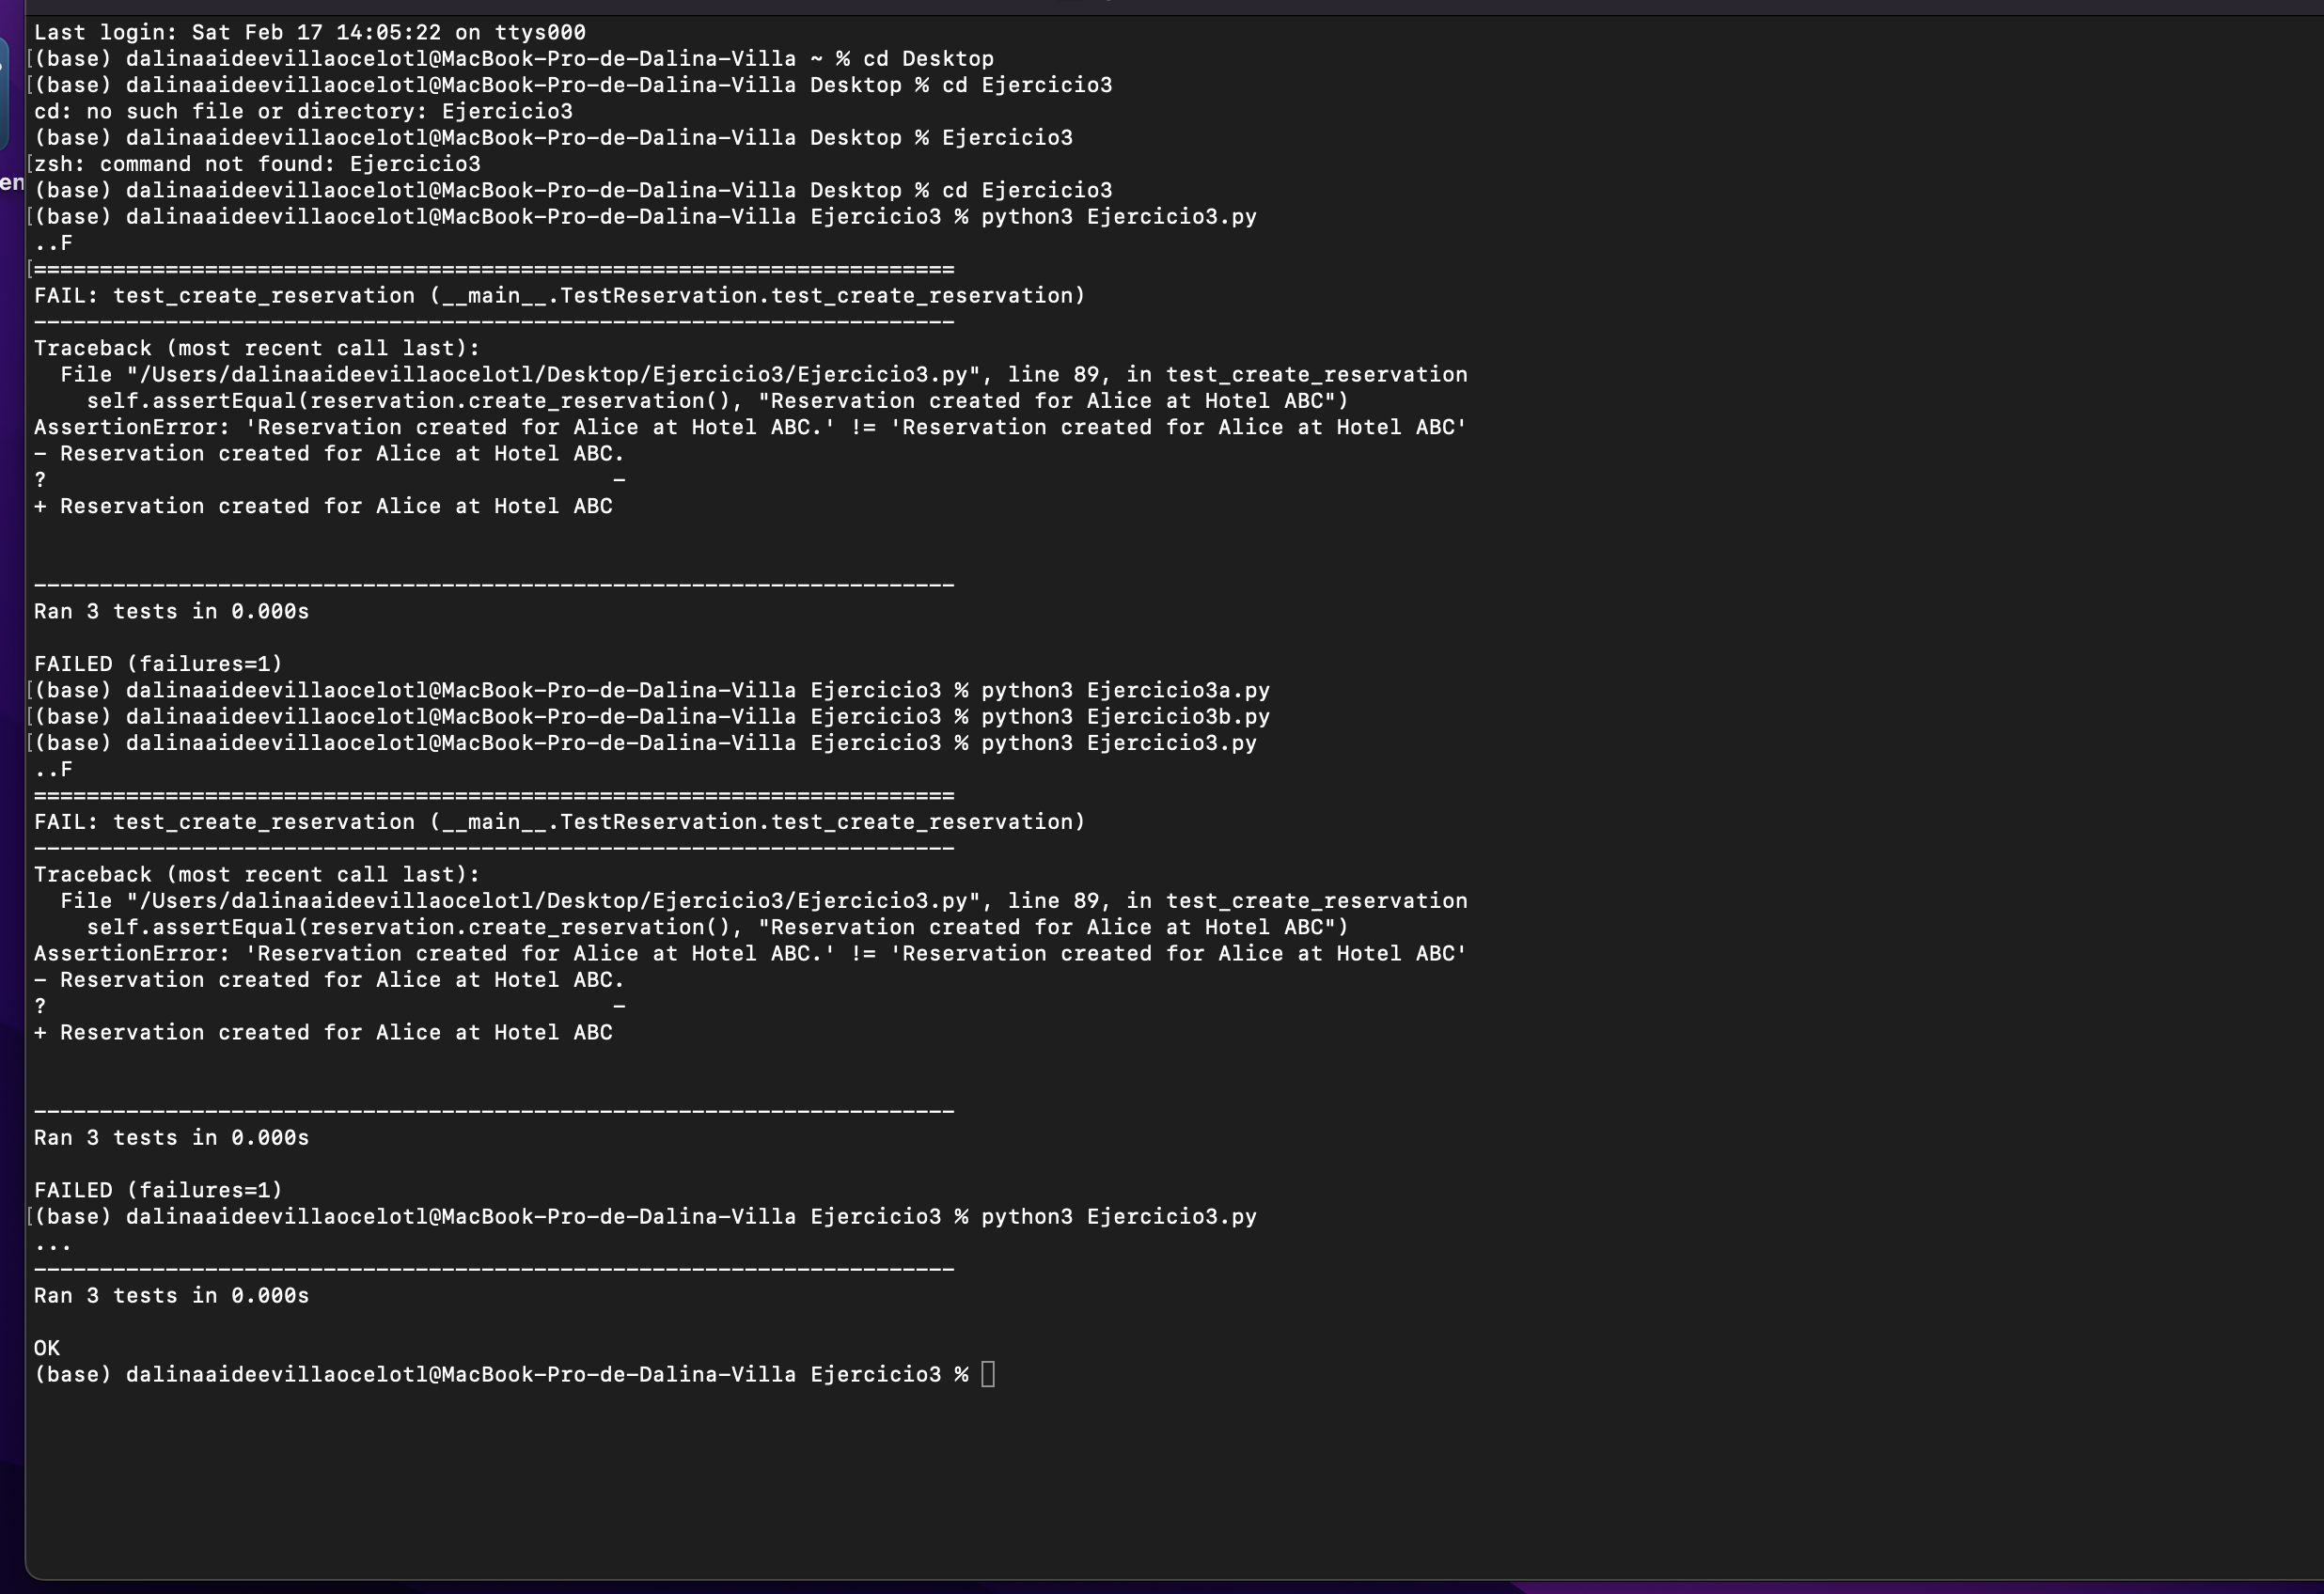 Last login: Sat Feb 17 14:05:22 on ttys000
[(base) dalinaaideevillaocelotl@MacBook-Pro-de-Dalina-Villa ~ % cd Desktop
[(base) dalinaaideevillaocelotl@MacBook-Pro-de-Dalina-Villa Desktop % cd Ejercicio3
cd: no such file or directory: Ejercicio3
(base) dalinaaideevillaocelotl@MacBook-Pro-de-Dalina-Villa Desktop % Ejercicio3
[zsh: command not found: Ejercicio3
en
(base) dalinaaideevillaocelotl@MacBook-Pro-de-Dalina-Villa Desktop % cd Ejercicio3
[(base) dalinaaideevillaocelotl@MacBook-Pro-de-Dalina-Villa Ejercicio3 % python3 Ejercicio3.py
..F
[======================================================================
FAIL: test_create_reservation (__main__.TestReservation.test_create_reservation)
----------------------------------------------------------------------
Traceback (most recent call last):
  File "/Users/dalinaaideevillaocelotl/Desktop/Ejercicio3/Ejercicio3.py", line 89, in test_create_reservation
    self.assertEqual(reservation.create_reservation(), "Reservation created for Alice at Hotel ABC")
AssertionError: 'Reservation created for Alice at Hotel ABC.' != 'Reservation created for Alice at Hotel ABC'
- Reservation created for Alice at Hotel ABC.
?                                           -
+ Reservation created for Alice at Hotel ABC
----------------------------------------------------------------------
Ran 3 tests in 0.000s
FAILED (failures=1)
[(base) dalinaaideevillaocelotl@MacBook-Pro-de-Dalina-Villa Ejercicio3 % python3 Ejercicio3a.py
[(base) dalinaaideevillaocelotl@MacBook-Pro-de-Dalina-Villa Ejercicio3 % python3 Ejercicio3b.py
[(base) dalinaaideevillaocelotl@MacBook-Pro-de-Dalina-Villa Ejercicio3 % python3 Ejercicio3.py
..F
======================================================================
FAIL: test_create_reservation (__main__.TestReservation.test_create_reservation)
----------------------------------------------------------------------
Traceback (most recent call last):
  File "/Users/dalinaaideevillaocelotl/Desktop/Ejercicio3/Ejercicio3.py", line 89, in test_create_reservation
    self.assertEqual(reservation.create_reservation(), "Reservation created for Alice at Hotel ABC")
AssertionError: 'Reservation created for Alice at Hotel ABC.' != 'Reservation created for Alice at Hotel ABC'
- Reservation created for Alice at Hotel ABC.
?                                           -
+ Reservation created for Alice at Hotel ABC
----------------------------------------------------------------------
Ran 3 tests in 0.000s
FAILED (failures=1)
[(base) dalinaaideevillaocelotl@MacBook-Pro-de-Dalina-Villa Ejercicio3 % python3 Ejercicio3.py
...
----------------------------------------------------------------------
Ran 3 tests in 0.000s
OK
(base) dalinaaideevillaocelotl@MacBook-Pro-de-Dalina-Villa Ejercicio3 %